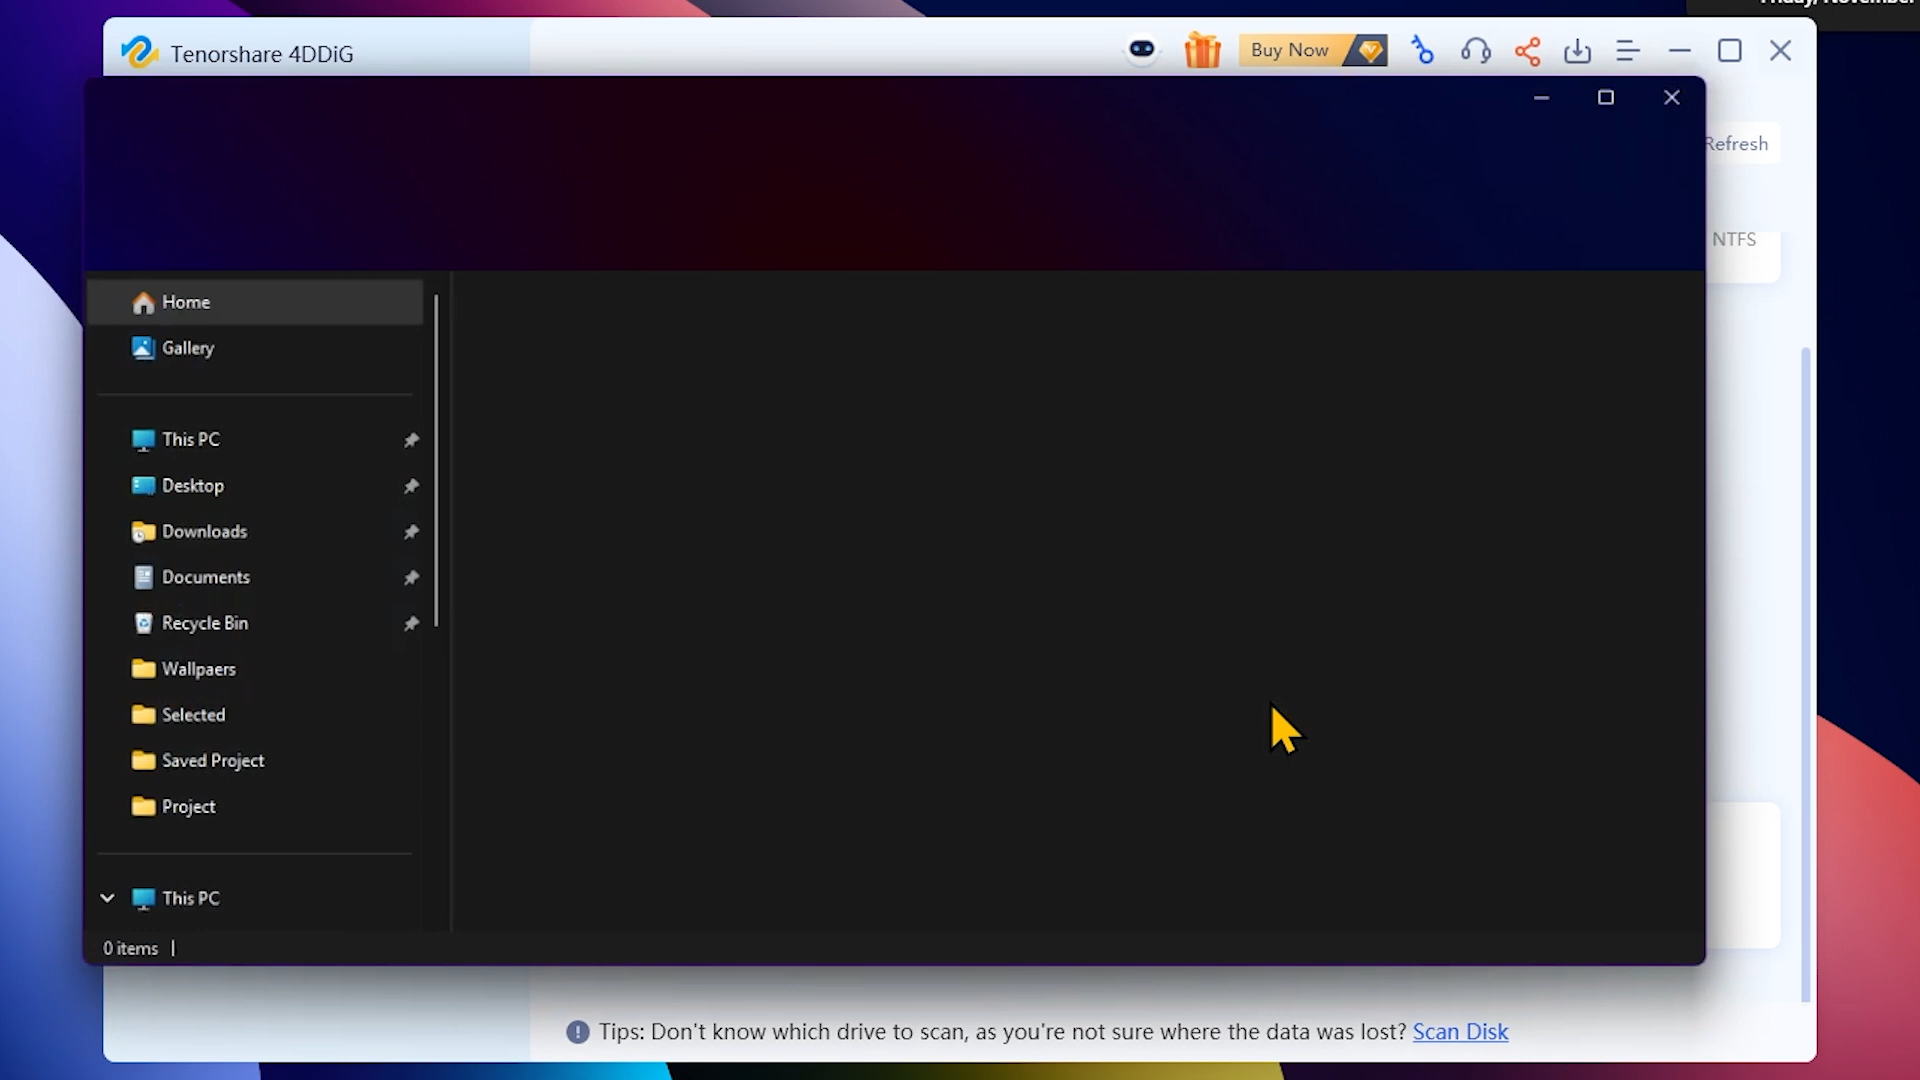 Tenorshare 4DDiG
Buy Now
Refresh
NTFS
Home
Gallery
This PC
Desktop
Downloads
Documents
Recycle Bin
Wallpaers
Selected
Saved Project
Project
This PC
0 items
Tips: Don't know which drive to scan, as you're not sure where the data was lost? Scan Disk